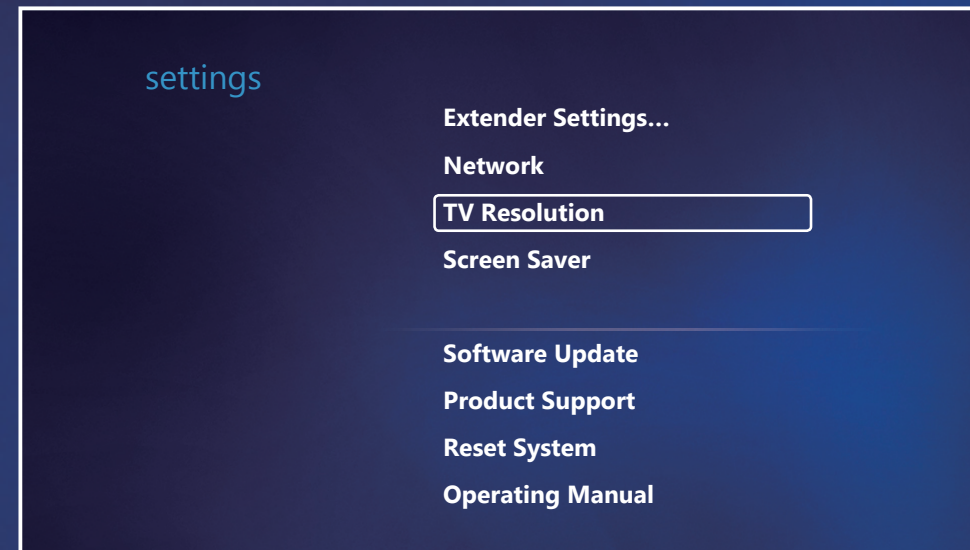 settings
Extender Settings...
Network
TV Resolution
Screen Saver
Software Update
Product Support
Reset System
Operating Manual